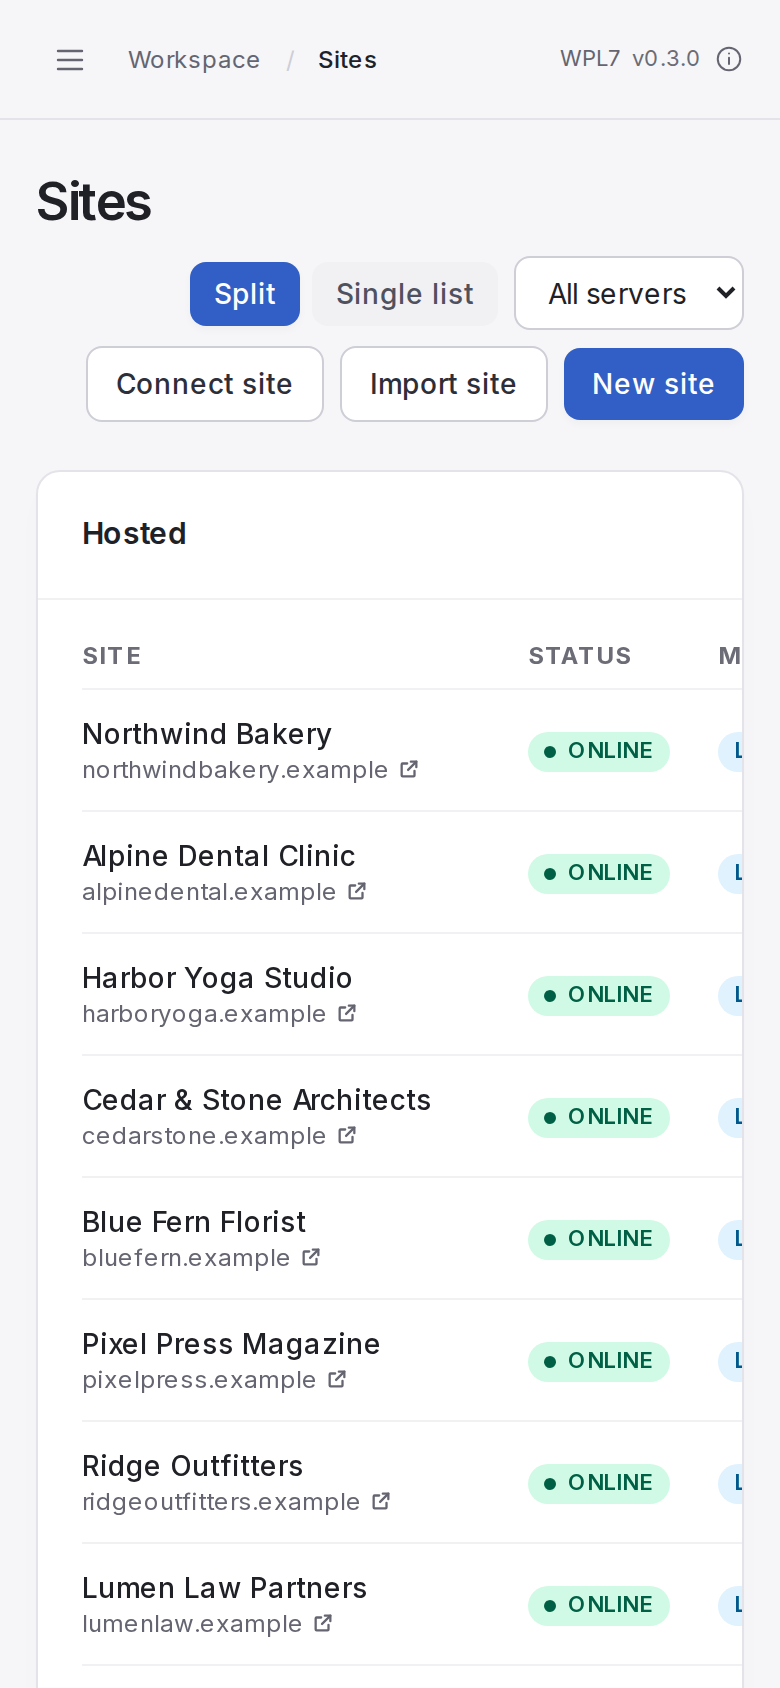 Workspace / Sites WPL7 v0.3.0
Sites
Split Single list All servers
Connect site Import site New site
Hosted
SITE STATUS
Northwind Bakery
northwindbakery.example
ONLINE
Alpine Dental Clinic
alpinedental.example
ONLINE
Harbor Yoga Studio
harboryoga.example
ONLINE
Cedar & Stone Architects
cedarstone.example
ONLINE
Blue Fern Florist
bluefern.example
ONLINE
Pixel Press Magazine
pixelpress.example
ONLINE
Ridge Outfitters
ridgeoutfitters.example
ONLINE
Lumen Law Partners
lumenlaw.example
ONLINE